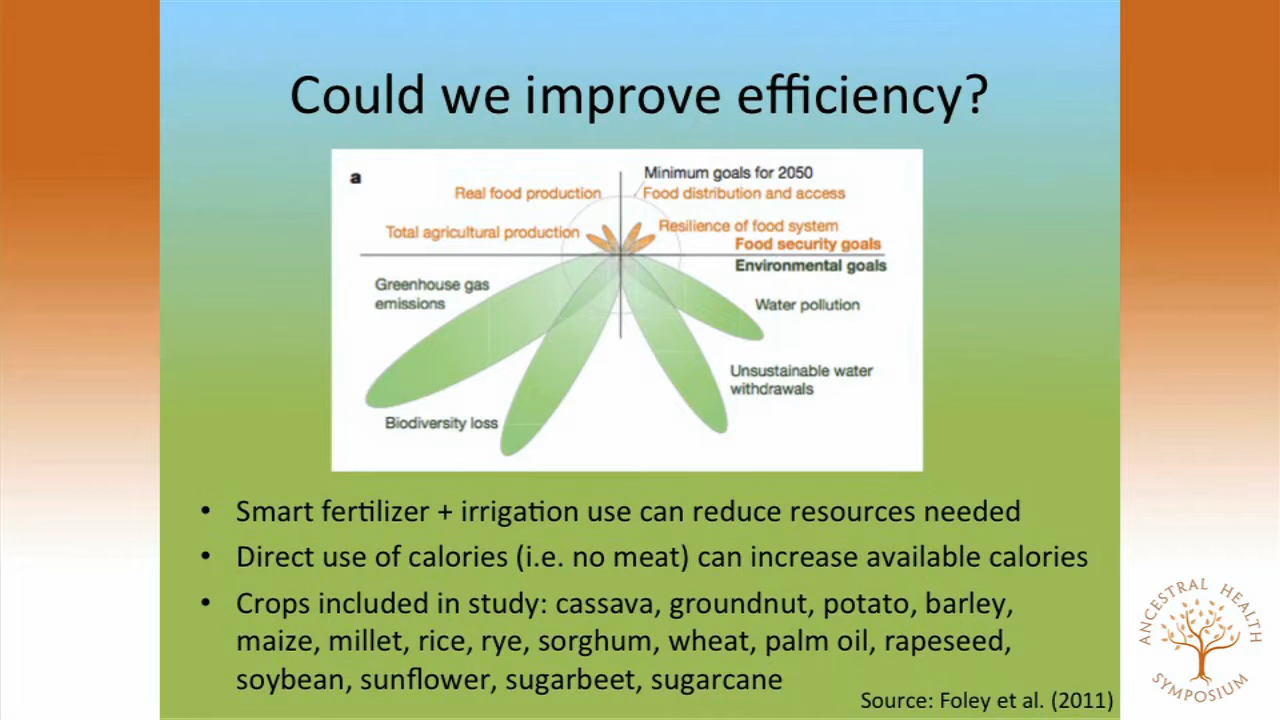 Could we improve efficiency?
a
Minimum goals for 2050
Real food production
Food distribution and access
Total agricultural production
Resilience of food system
Food security goals
Environmental goals
Greenhouse gas
emissions
Water pollution
Unsustainable water
withdrawals
Biodiversity loss
• Smart fertilizer + irrigation use can reduce resources needed
• Direct use of calories (i.e. no meat) can increase available calories
• Crops included in study: cassava, groundnut, potato, barley,
maize, millet, rice, rye, sorghum, wheat, palm oil, rapeseed,
soybean, sunflower, sugarbeet, sugarcane
Source: Foley et al. (2011)
ANCESTRAL HEALTH
SYMPOSIUM